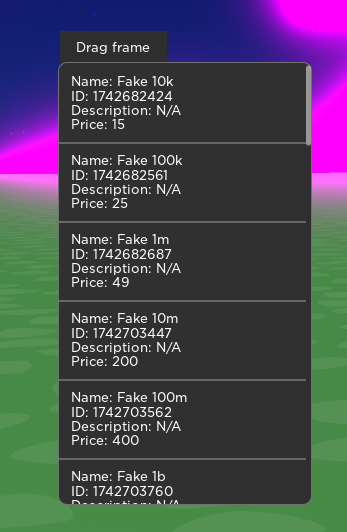 Drag frame
Name: Fake 10k
ID: 1742682424
Description: N/A
Price: 15
Name: Fake 100k
ID: 1742682561
Description: N/A
Price: 25
Name: Fake 1m
ID: 1742682687
Description: N/A
Price: 49
Name: Fake 10m
ID: 1742703447
Description: N/A
Price: 200
Name: Fake 100m
ID: 1742703562
Description: N/A
Price: 400
Name: Fake 1b
ID: 1742703760
Description: N/A